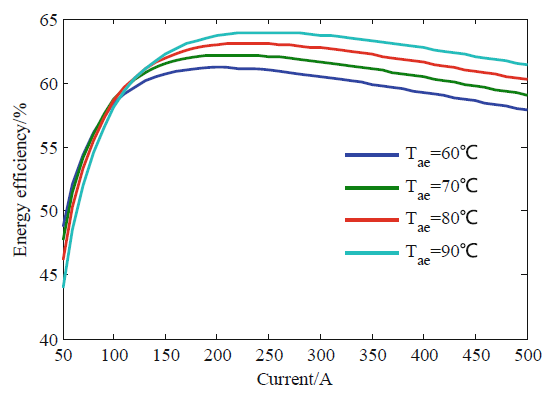 65
60
55
50
45
40
Energy efficiency/%
T_ae=60℃
T_ae=70℃
T_ae=80℃
T_ae=90℃
50 100 150 200 250 300 350 400 450 500
Current/A